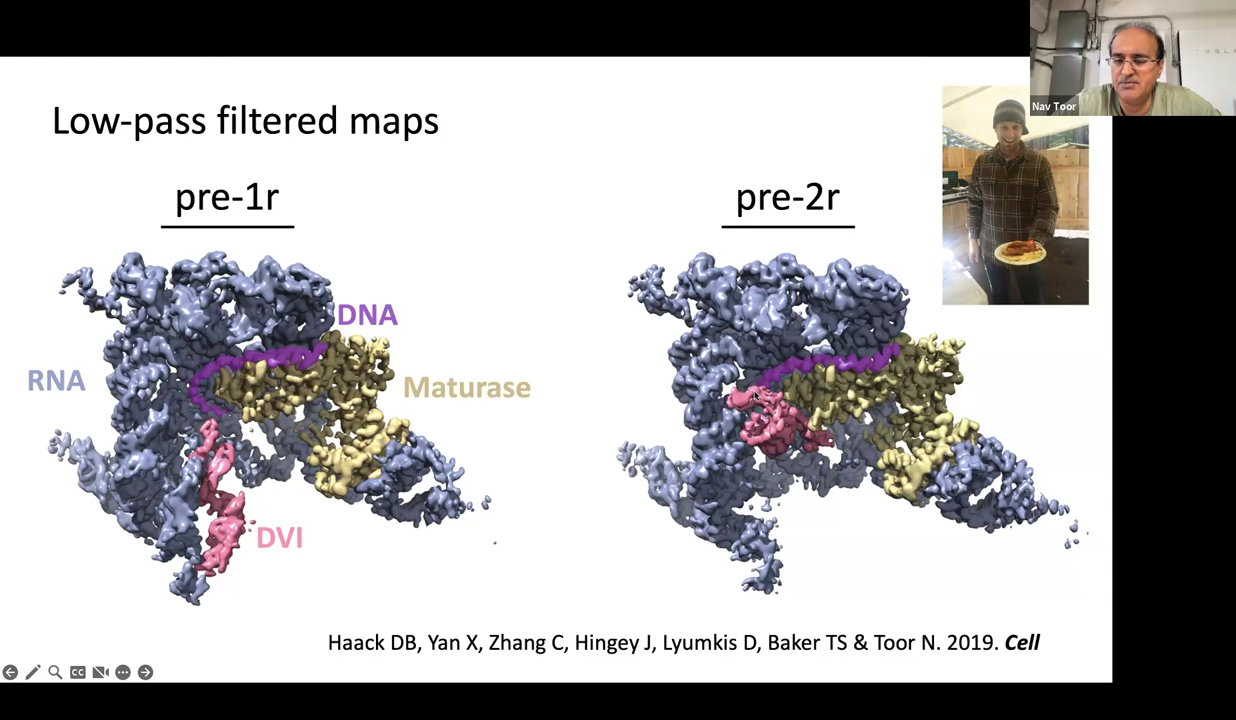 Nav Toor
Low-pass filtered maps
pre-1r
pre-2r
DNA
RNA
Maturase
DVI
Haack DB, Yan X, Zhang C, Hingey J, Lyumkis D, Baker TS & Toor N. 2019. Cell
CC